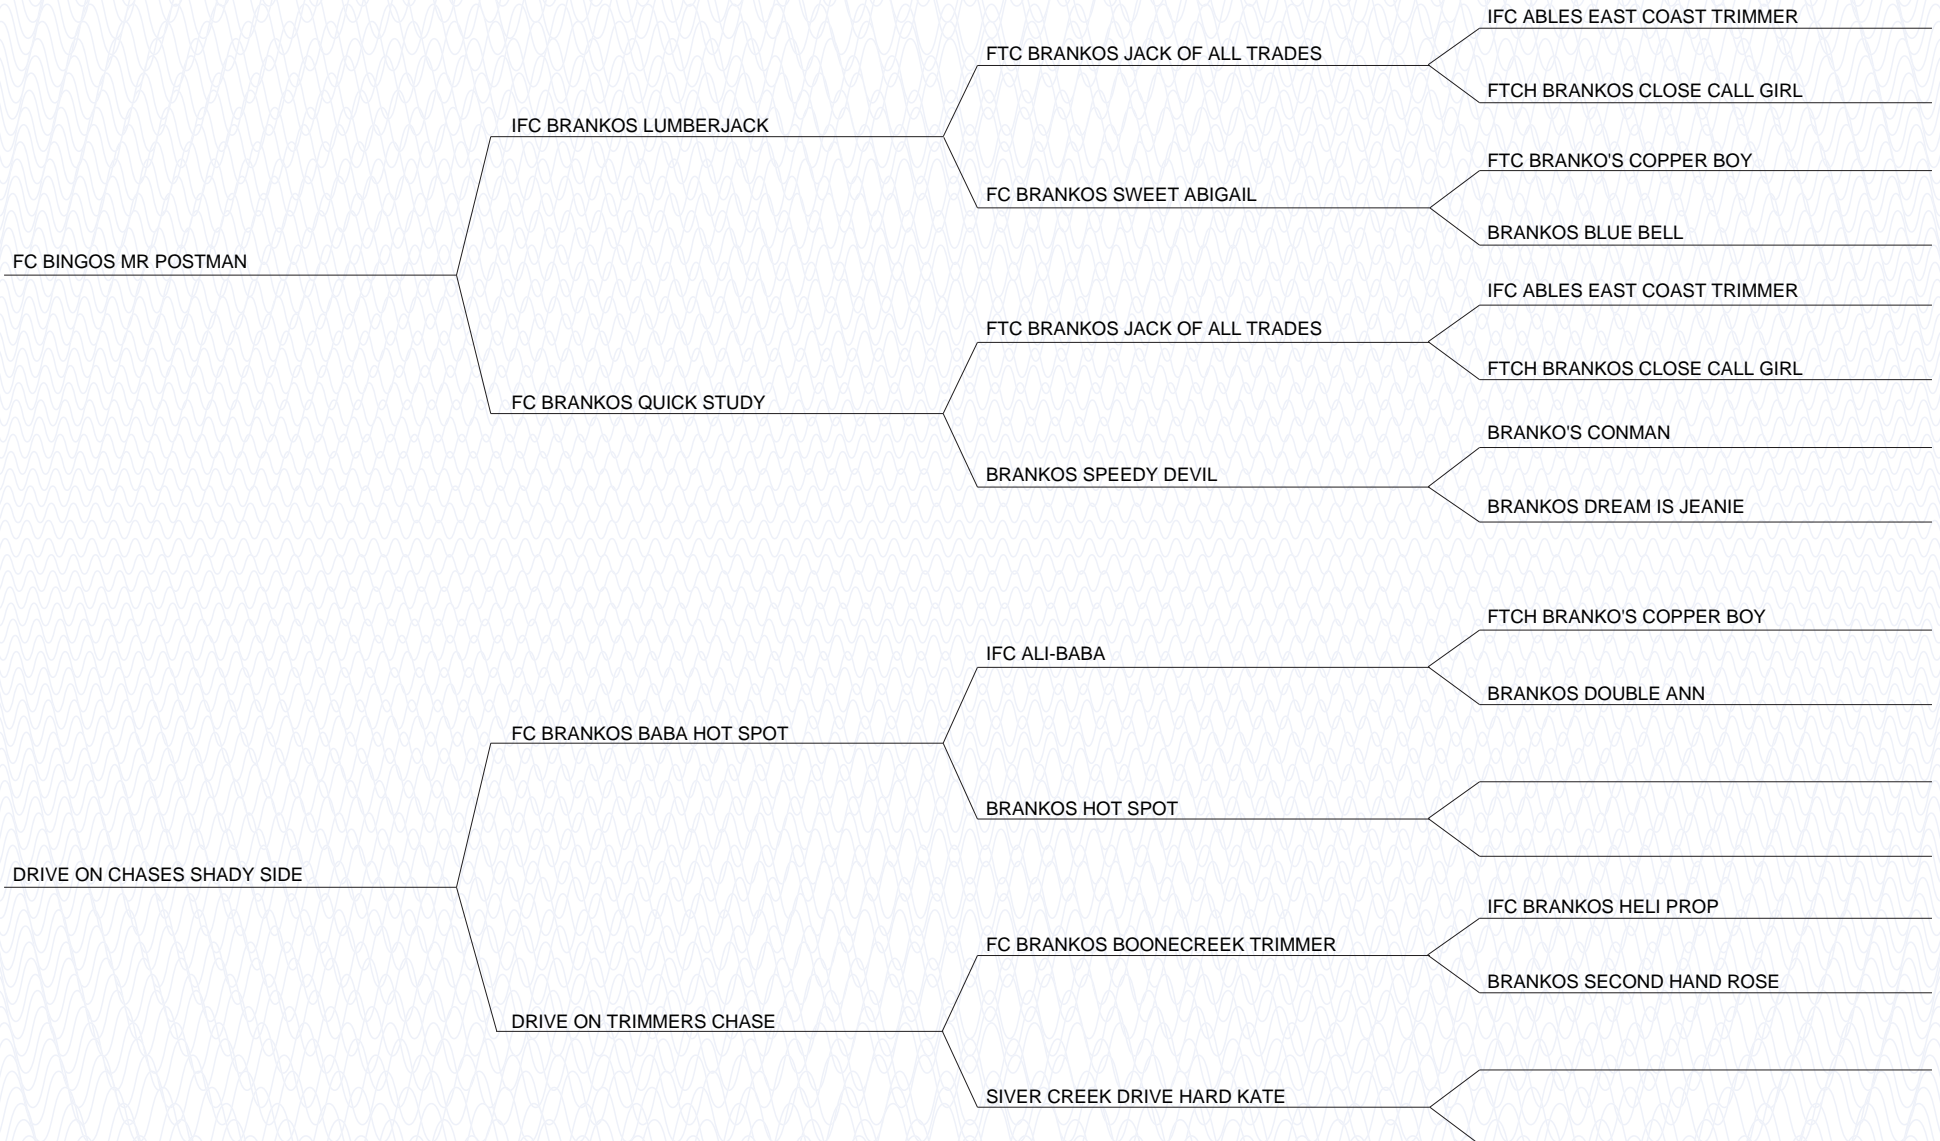 IFC ABLES EAST COAST TRIMMER
FTC BRANKOS JACK OF ALL TRADES
FTCH BRANKOS CLOSE CALL GIRL
IFC BRANKOS LUMBERJACK
FTC BRANKO'S COPPER BOY
FC BRANKOS SWEET ABIGAIL
BRANKOS BLUE BELL
FC BINGOS MR POSTMAN
IFC ABLES EAST COAST TRIMMER
FTC BRANKOS JACK OF ALL TRADES
FTCH BRANKOS CLOSE CALL GIRL
FC BRANKOS QUICK STUDY
BRANKO'S CONMAN
BRANKOS SPEEDY DEVIL
BRANKOS DREAM IS JEANIE
FTCH BRANKO'S COPPER BOY
IFC ALI-BABA
BRANKOS DOUBLE ANN
FC BRANKOS BABA HOT SPOT
BRANKOS HOT SPOT
DRIVE ON CHASES SHADY SIDE
IFC BRANKOS HELI PROP
FC BRANKOS BOONECREEK TRIMMER
BRANKOS SECOND HAND ROSE
DRIVE ON TRIMMERS CHASE
SIVER CREEK DRIVE HARD KATE